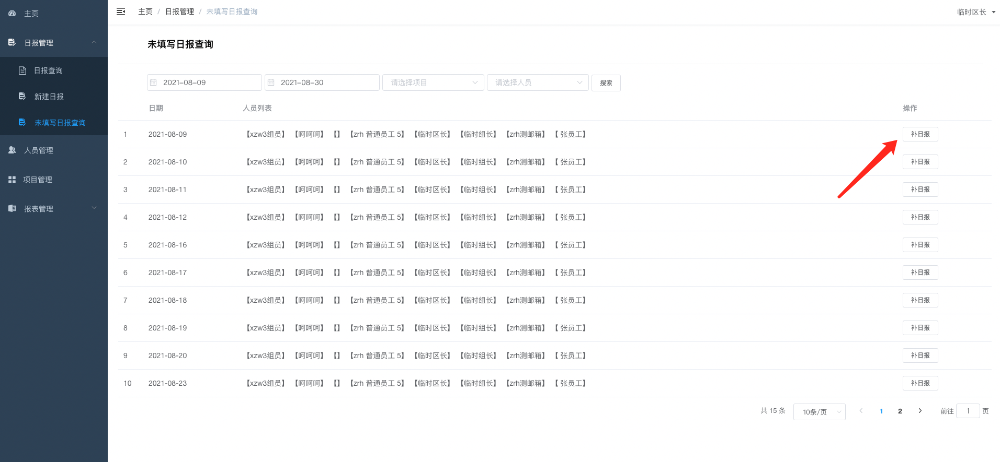 主页
日报管理
日报查询
新建日报
未填写日报查询
人员管理
项目管理
报表管理
主页 / 日报管理 / 未填写日报查询
临时区长
未填写日报查询
2021-08-09 2021-08-30 请选择项目 请选择人员 搜索
日期 人员列表 操作
1 2021-08-09 【xzw3组员】 【呵呵呵】 【】 【zrh 普通员工 5】 【临时区长】 【临时组长】 【zrh测邮箱】 【 张员工】 补日报
2 2021-08-10 【xzw3组员】 【呵呵呵】 【】 【zrh 普通员工 5】 【临时区长】 【临时组长】 【zrh测邮箱】 【 张员工】 补日报
3 2021-08-11 【xzw3组员】 【呵呵呵】 【】 【zrh 普通员工 5】 【临时区长】 【临时组长】 【zrh测邮箱】 【 张员工】 补日报
4 2021-08-12 【xzw3组员】 【呵呵呵】 【】 【zrh 普通员工 5】 【临时区长】 【临时组长】 【zrh测邮箱】 【 张员工】 补日报
5 2021-08-16 【xzw3组员】 【呵呵呵】 【】 【zrh 普通员工 5】 【临时区长】 【临时组长】 【zrh测邮箱】 【 张员工】 补日报
6 2021-08-17 【xzw3组员】 【呵呵呵】 【】 【zrh 普通员工 5】 【临时区长】 【临时组长】 【zrh测邮箱】 【 张员工】 补日报
7 2021-08-18 【xzw3组员】 【呵呵呵】 【】 【zrh 普通员工 5】 【临时区长】 【临时组长】 【zrh测邮箱】 【 张员工】 补日报
8 2021-08-19 【xzw3组员】 【呵呵呵】 【】 【zrh 普通员工 5】 【临时区长】 【临时组长】 【zrh测邮箱】 【 张员工】 补日报
9 2021-08-20 【xzw3组员】 【呵呵呵】 【】 【zrh 普通员工 5】 【临时区长】 【临时组长】 【zrh测邮箱】 【 张员工】 补日报
10 2021-08-23 【xzw3组员】 【呵呵呵】 【】 【zrh 普通员工 5】 【临时区长】 【临时组长】 【zrh测邮箱】 【 张员工】 补日报
共 15 条 10条/页 1 2 前往 1 页